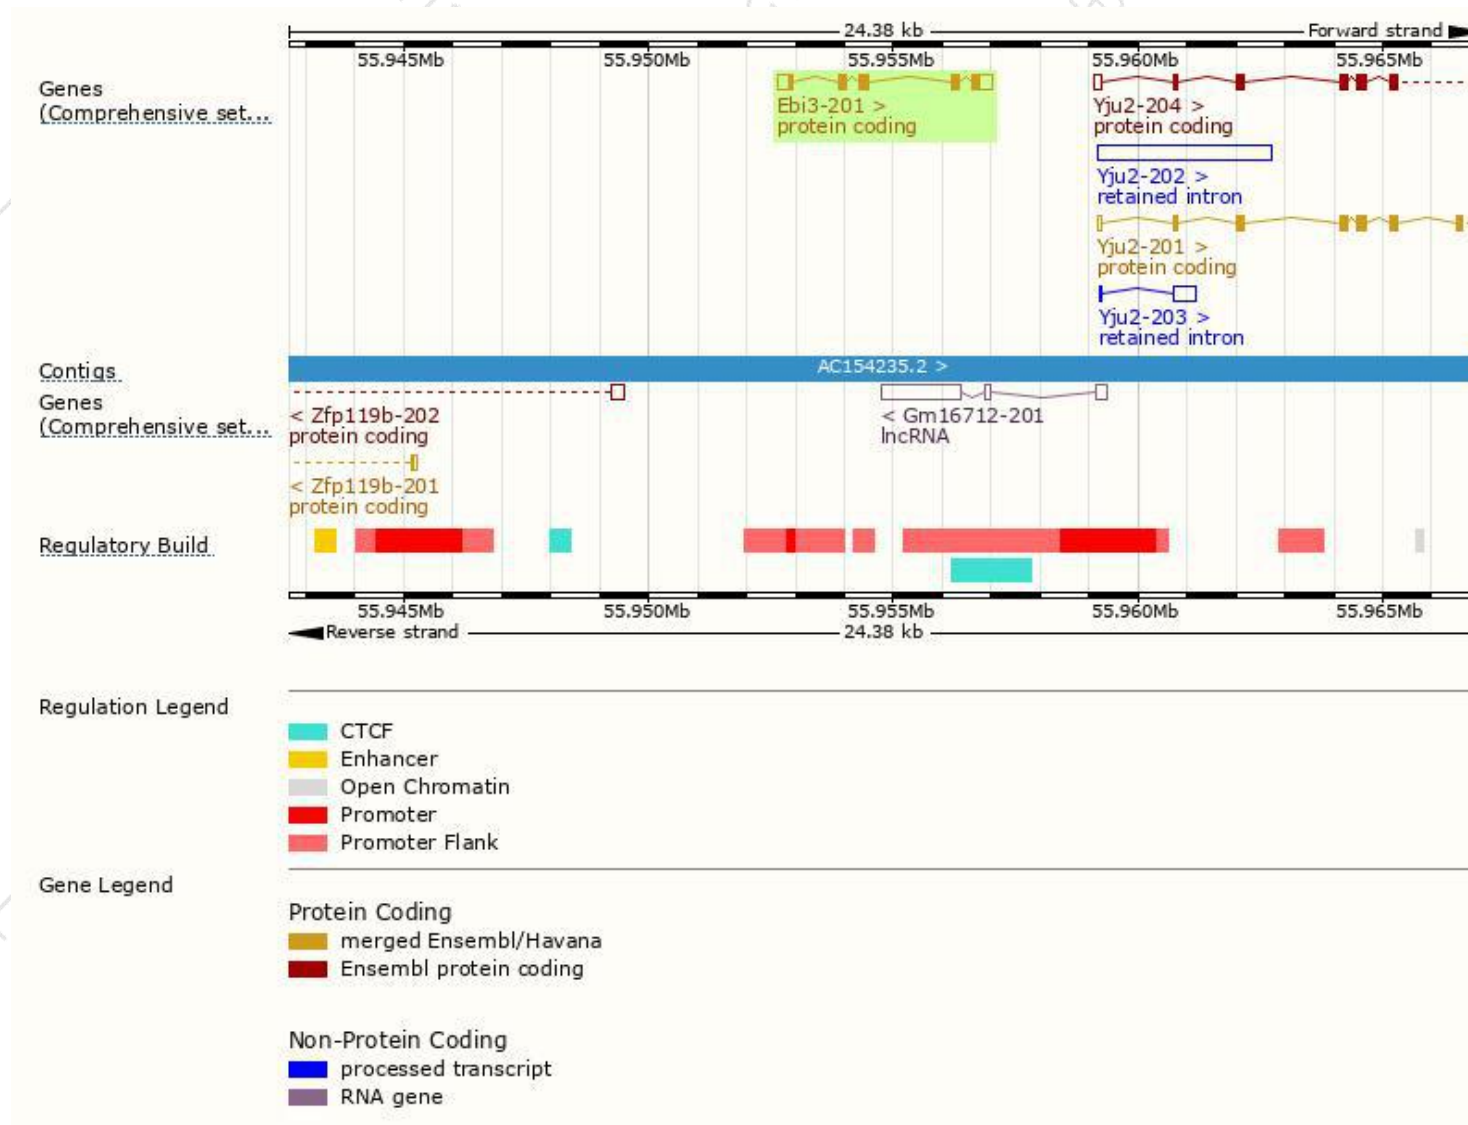 24.38 kb Forward strand
55.945Mb 55.950Mb 55.955Mb 55.960Mb 55.965Mb
Genes
(Comprehensive set...
Ebi3-201 >
protein coding
Yju2-204 >
protein coding
Yju2-202 >
retained intron
Yju2-201 >
protein coding
Yju2-203 >
retained intron
Contigs
AC154235.2 >
Genes
(Comprehensive set...
< Zfp119b-202
protein coding
< Gm16712-201
lncRNA
< Zfp119b-201
protein coding
Regulatory Build
55.945Mb 55.950Mb 55.955Mb 55.960Mb 55.965Mb
Reverse strand 24.38 kb
Regulation Legend
CTCF
Enhancer
Open Chromatin
Promoter
Promoter Flank
Gene Legend
Protein Coding
merged Ensembl/Havana
Ensembl protein coding
Non-Protein Coding
processed transcript
RNA gene